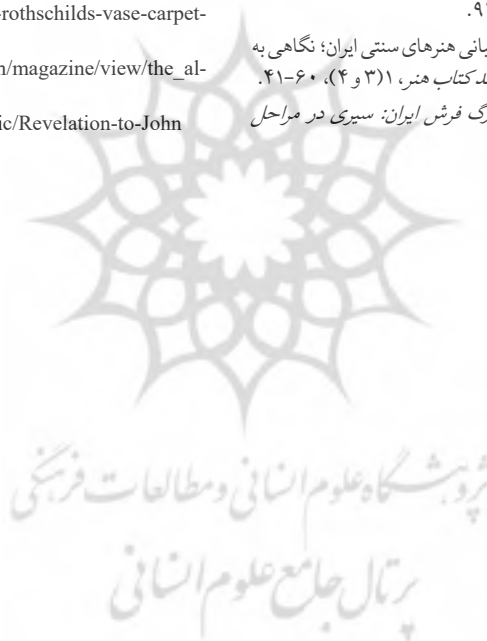 -rothschilds-vase-carpet-
n/magazine/view/the_al-
ic/Revelation-to-John
.۹۱
بانی هنرهای سنتی ایران؛ نگاهی به
کتاب هنر، ۱(۳ و ۴)، ۶۰-۴۱.
رگ فرش ایران: سیری در مراحل
پژوهشگاه علوم انسانی و مطالعات فرهنگی
پرتال جامع علوم انسانی